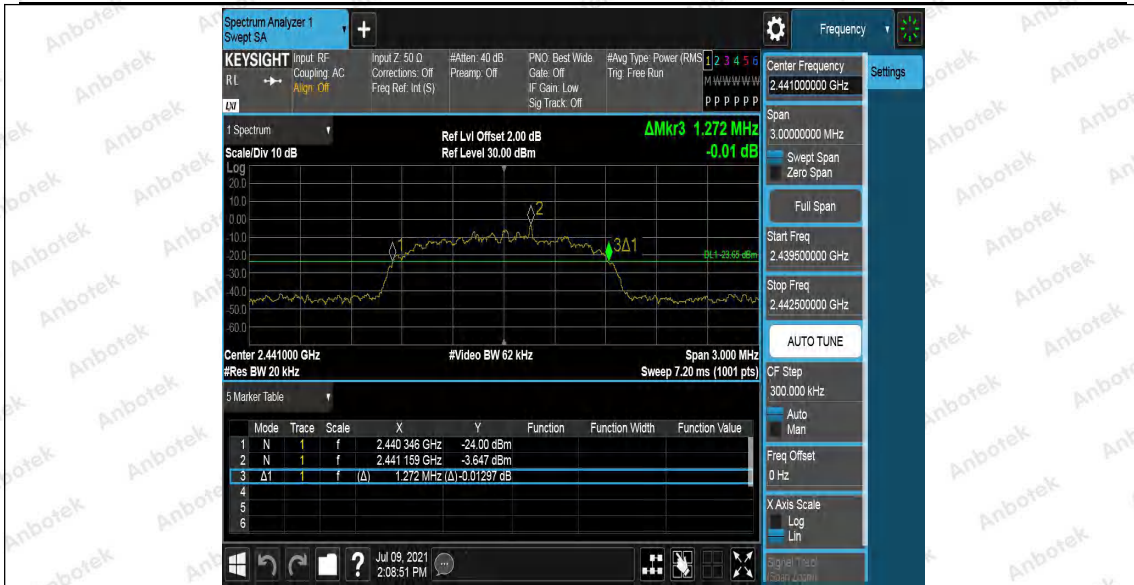 Spectrum Analyzer 1
Swept SA
+
Frequency
KEYSIGHT
RL
LXI
Input: RF
Coupling: AC
Align: Off
Input Z: 50 Ω
Corrections: Off
Freq Ref: Int (S)
#Atten: 40 dB
Preamp: Off
PNO: Best Wide
Gate: Off
IF Gain: Low
Sig Track: Off
#Avg Type: Power (RMS
Trig: Free Run
1 2 3 4 5 6
M W W W W W
P P P P P P
Center Frequency
2.441000000 GHz
Settings
Span
3.00000000 MHz
Swept Span
Zero Span
Full Span
Start Freq
2.439500000 GHz
Stop Freq
2.442500000 GHz
AUTO TUNE
CF Step
300.000 kHz
Auto
Man
Freq Offset
0 Hz
X Axis Scale
Log
Lin
Signal Track
(Span Zoom)
1 Spectrum
Scale/Div 10 dB
Ref Lvl Offset 2.00 dB
Ref Level 30.00 dBm
ΔMkr3 1.272 MHz
-0.01 dB
Log
20.0
10.0
0.00
-10.0
-20.0
-30.0
-40.0
-50.0
-60.0
1
2
3Δ1
DL1 -23.65 dBm
Center 2.441000 GHz
#Video BW 62 kHz
Span 3.000 MHz
#Res BW 20 kHz
Sweep 7.20 ms (1001 pts)
5 Marker Table
Mode Trace Scale X Y Function Function Width Function Value
1 N 1 f 2.440 346 GHz -24.00 dBm
2 N 1 f 2.441 159 GHz -3.647 dBm
3 Δ1 1 f (Δ) 1.272 MHz (Δ) -0.01297 dB
4
5
6
?
Jul 09, 2021
2:08:51 PM
Anbotek